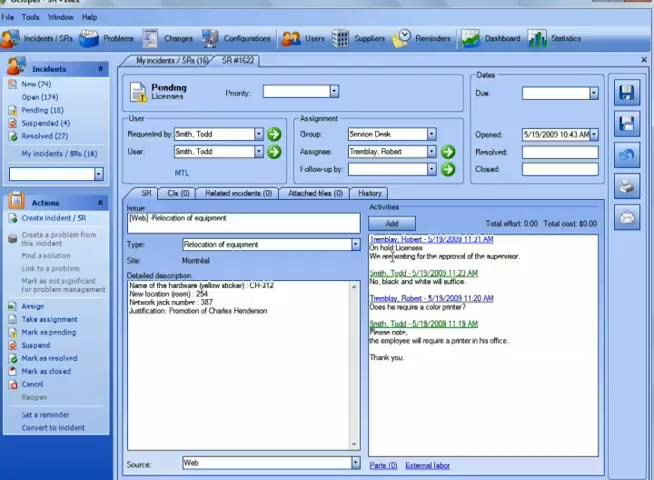 Octopus - SR #1622
File Tools Window Help
Incidents / SRs Problems Changes Configurations Users Suppliers Reminders Dashboard Statistics
Incidents
New (74)
Open (174)
Pending (10)
Suspended (4)
Resolved (27)
My incidents / SRs (16)
Actions
Create Incident / SR
Create a problem from
this incident
Find a solution
Link to a problem
Mark as not significant
for problem management
Assign
Take assignment
Mark as pending
Suspend
Mark as resolved
Mark as closed
Cancel
Reopen
Set a reminder
Convert to incident
My incidents / SRs (16) SR #1622
Pending
Licenses
Priority:
User
Requested by: Smith, Todd
User: Smith, Todd
MTL
Assignment
Group: Service Desk
Assignee: Tremblay, Robert
Follow-up by:
Dates
Due:
Opened: 5/19/2009 10:43 AM
Resolved:
Closed:
SR CIs (0) Related incidents (0) Attached files (0) History
Issue:
[Web] -Relocation of equipment
Type: Relocation of equipment
Site: Montréal
Detailed description:
Name of the hardware (yellow sticker) : CH-312
New location (room) : 254
Network jack number : 387
Justification: Promotion of Charles Henderson
Source: Web
Activities
Add Total effort: 0:00 Total cost: $0.00
Tremblay, Robert - 5/19/2009 11:31 AM
On hold:Licenses
We are waiting for the approval of the supervisor.
Smith, Todd - 5/19/2009 11:23 AM
No, black and white will suffice.
Tremblay, Robert - 5/19/2009 11:20 AM
Does he require a color printer?
Smith, Todd - 5/19/2009 11:19 AM
Please note,
the employee will require a printer in his office.
Thank you.
Parts (0) External labor